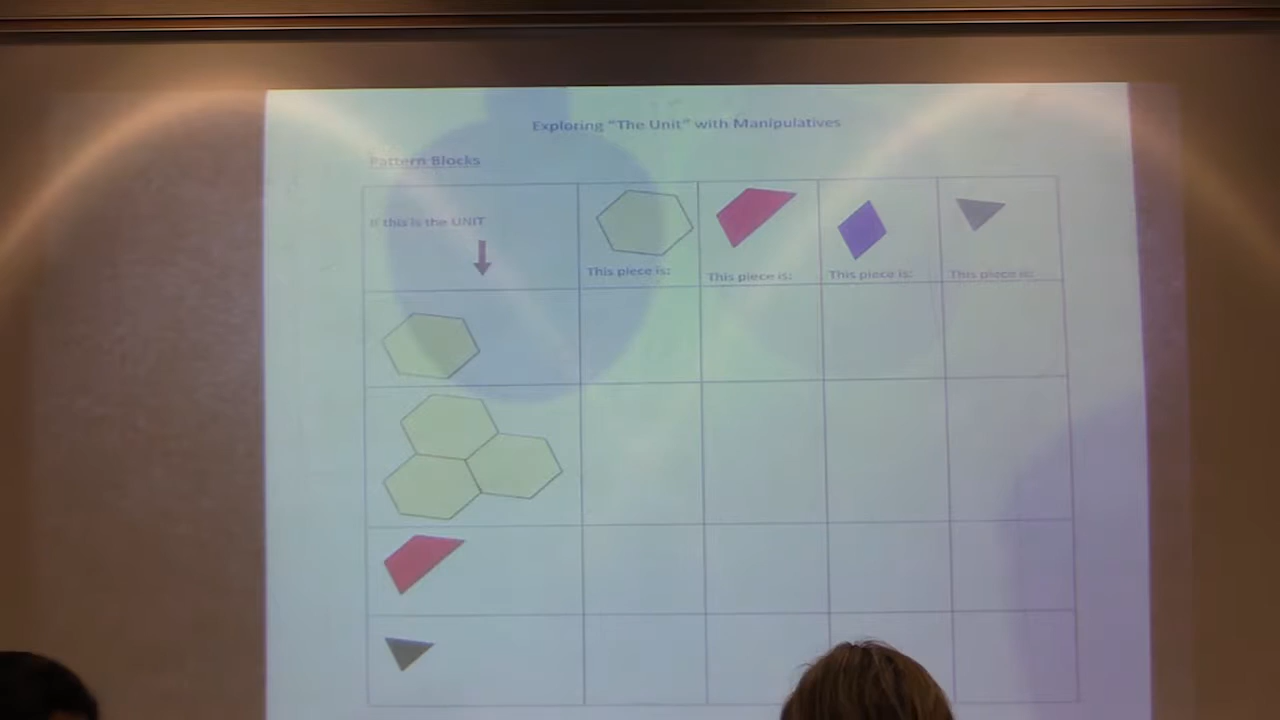 Exploring "The Unit" with Manipulatives
Pattern Blocks
If this is the UNIT
This piece is:
This piece is:
This piece is:
This piece is: